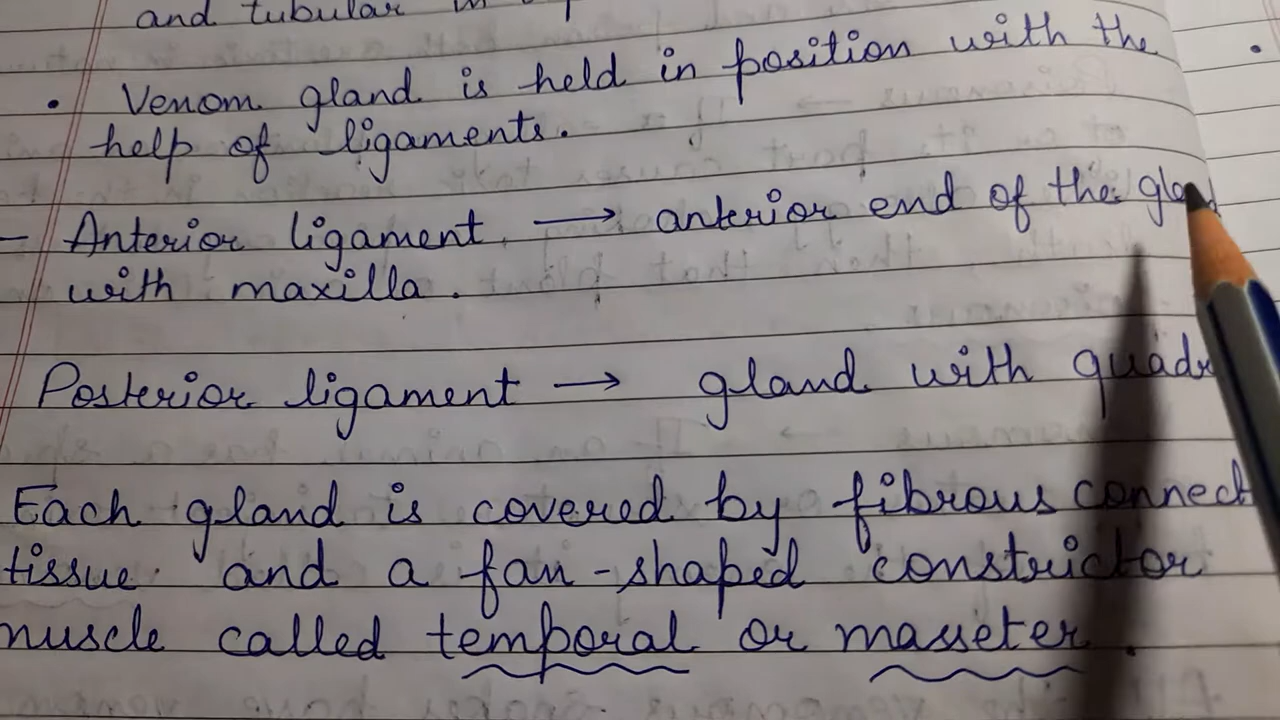 and tubular in
• Venom gland is held in position with the
help of ligaments.
- Anterior ligament → anterior end of the gland
with maxilla.
Posterior ligament → gland with quadr
Each gland is covered by fibrous connect
tissue and a fan-shaped constrictor
muscle called temporal or masseter.